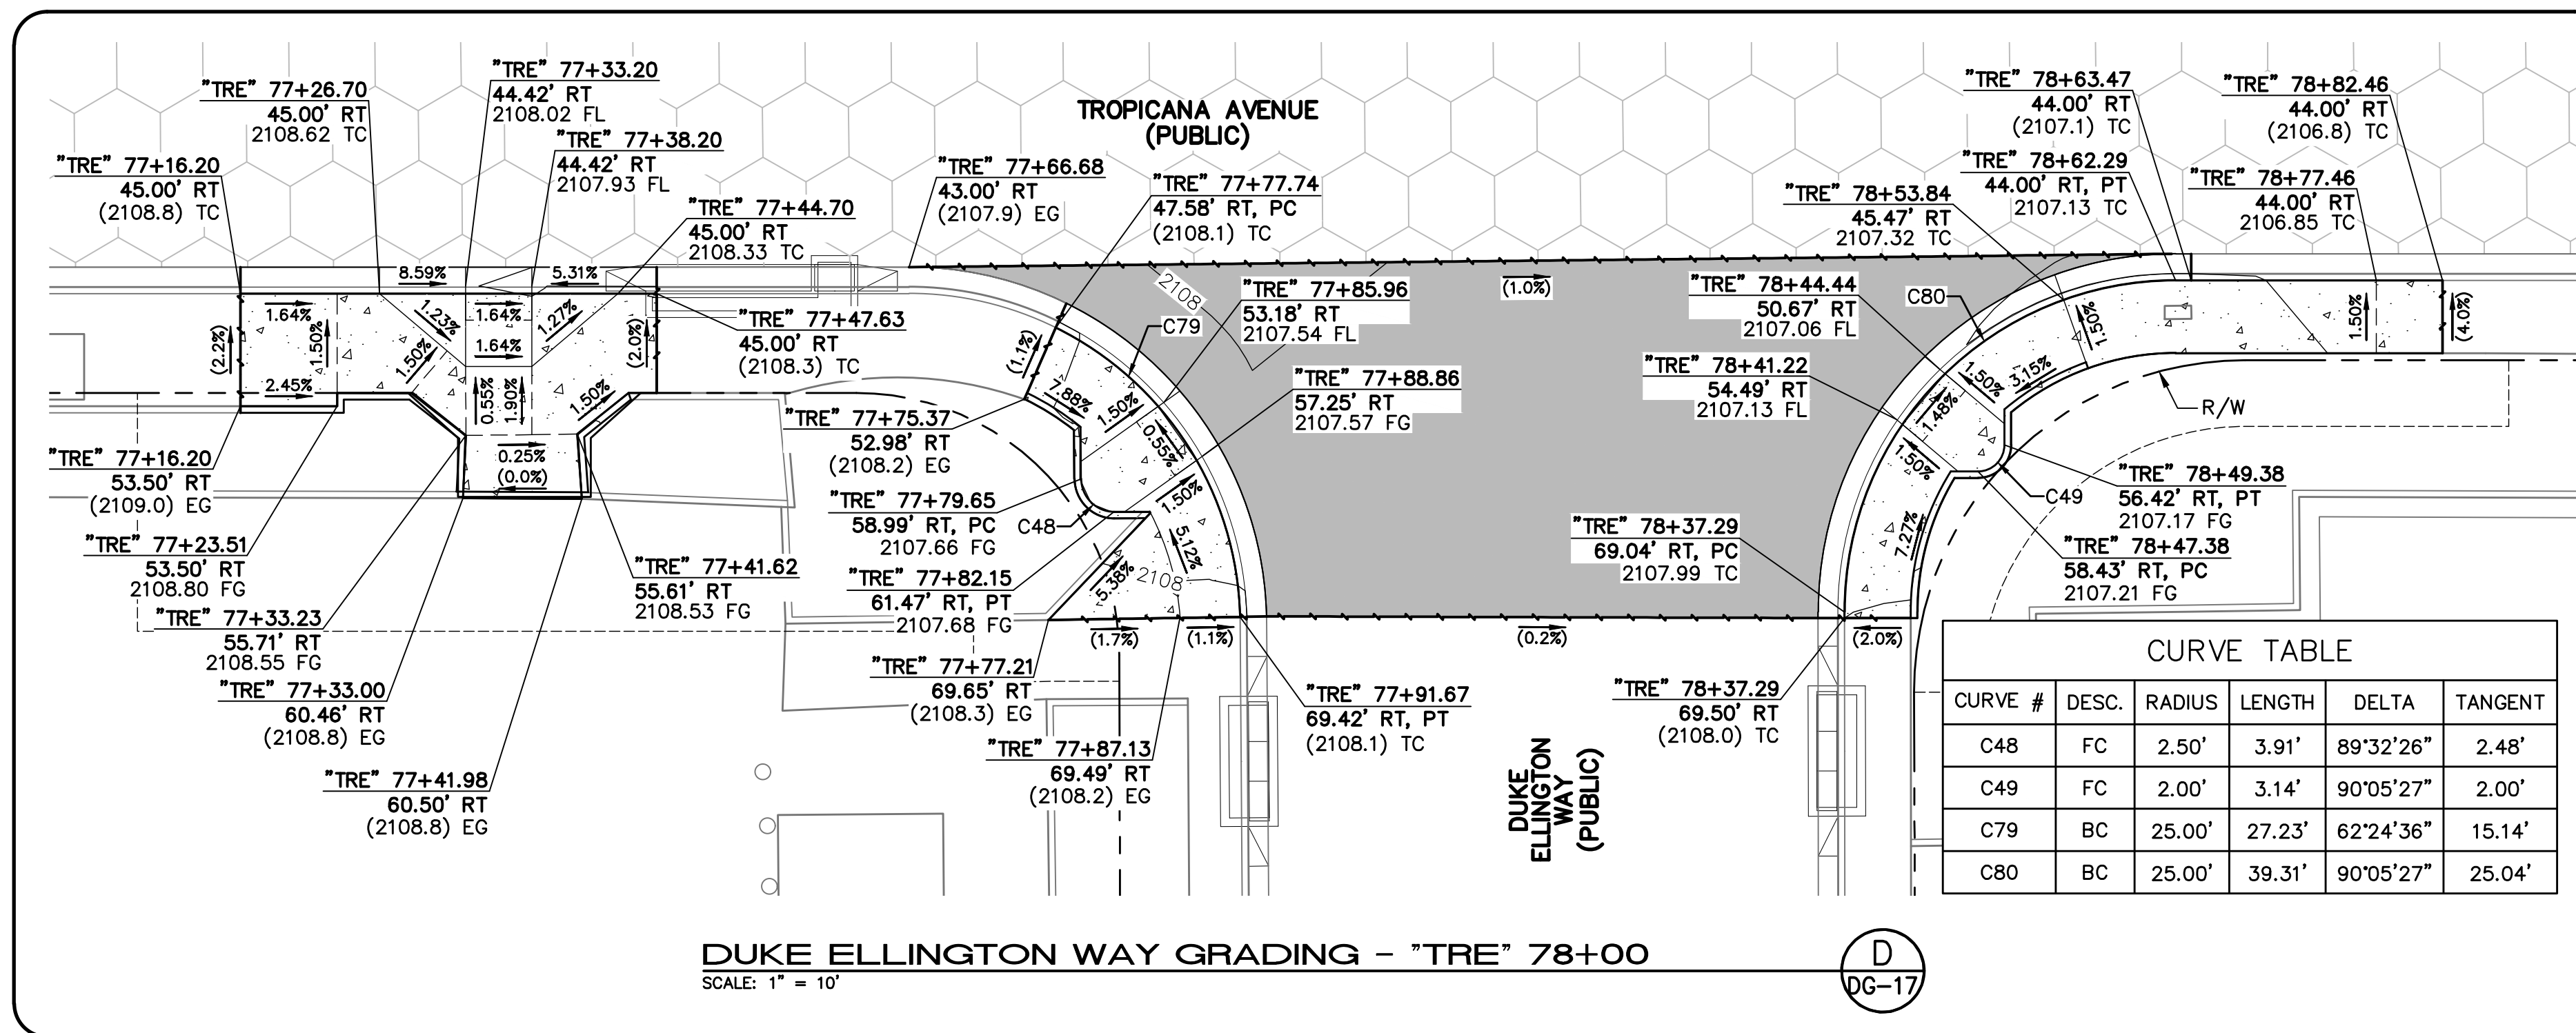 "TRE" 77+26.70
45.00' RT
2108.62 TC
"TRE" 77+33.20
44.42' RT
2108.02 FL
"TRE" 77+38.20
44.42' RT
2107.93 FL
"TRE" 77+16.20
45.00' RT
(2108.8) TC
"TRE" 77+44.70
45.00' RT
2108.33 TC
TROPICANA AVENUE
(PUBLIC)
"TRE" 77+66.68
43.00' RT
(2107.9) EG
"TRE" 77+77.74
47.58' RT, PC
(2108.1) TC
"TRE" 78+63.47
44.00' RT
(2107.1) TC
"TRE" 78+82.46
44.00' RT
(2106.8) TC
"TRE" 78+62.29
44.00' RT, PT
2107.13 TC
"TRE" 78+77.46
44.00' RT
2106.85 TC
"TRE" 78+53.84
45.47' RT
2107.32 TC
8.59%
5.31%
1.64%
1.23%
1.64%
1.27%
1.64%
(2.2%)
1.50%
1.50%
(2.0%)
2.45%
0.55%
1.90%
1.50%
0.25%
(0.0%)
"TRE" 77+47.63
45.00' RT
(2108.3) TC
2108
"TRE" 77+85.96
53.18' RT
2107.54 FL
C79
(1.0%)
"TRE" 78+44.44
50.67' RT
2107.06 FL
C80
(1.1%)
7.88%
1.50%
0.55%
1.50%
5.12%
5.38%
2108
"TRE" 77+88.86
57.25' RT
2107.57 FG
"TRE" 78+41.22
54.49' RT
2107.13 FL
1.50%
3.15%
1.50%
1.48%
1.50%
7.27%
1.50%
(4.0%)
R/W
"TRE" 77+75.37
52.98' RT
(2108.2) EG
"TRE" 77+16.20
53.50' RT
(2109.0) EG
"TRE" 77+79.65
58.99' RT, PC
2107.66 FG
C48
"TRE" 78+49.38
56.42' RT, PT
2107.17 FG
C49
"TRE" 77+23.51
53.50' RT
2108.80 FG
"TRE" 77+41.62
55.61' RT
2108.53 FG
"TRE" 77+82.15
61.47' RT, PT
2107.68 FG
"TRE" 78+37.29
69.04' RT, PC
2107.99 TC
"TRE" 78+47.38
58.43' RT, PC
2107.21 FG
"TRE" 77+33.23
55.71' RT
2108.55 FG
(1.7%)
(1.1%)
(0.2%)
(2.0%)
"TRE" 77+33.00
60.46' RT
(2108.8) EG
"TRE" 77+77.21
69.65' RT
(2108.3) EG
"TRE" 77+91.67
69.42' RT, PT
(2108.1) TC
"TRE" 78+37.29
69.50' RT
(2108.0) TC
"TRE" 77+41.98
60.50' RT
(2108.8) EG
"TRE" 77+87.13
69.49' RT
(2108.2) EG
DUKE
ELLINGTON
WAY
(PUBLIC)
CURVE TABLE
CURVE # DESC. RADIUS LENGTH DELTA TANGENT
C48 FC 2.50' 3.91' 89°32'26" 2.48'
C49 FC 2.00' 3.14' 90°05'27" 2.00'
C79 BC 25.00' 27.23' 62°24'36" 15.14'
C80 BC 25.00' 39.31' 90°05'27" 25.04'
DUKE ELLINGTON WAY GRADING - "TRE" 78+00
SCALE: 1" = 10'
D
DG-17